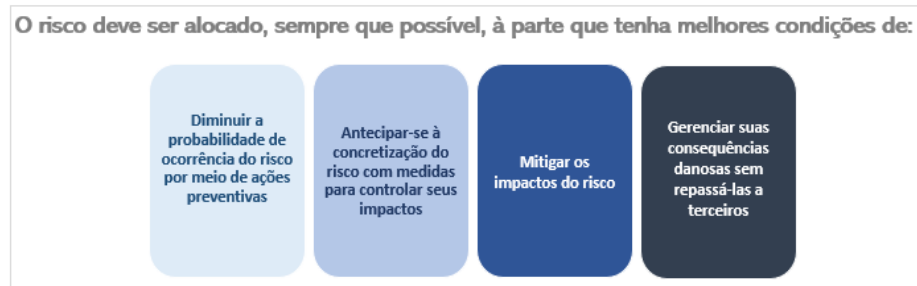 O risco deve ser alocado, sempre que possível, à parte que tenha melhores condições de:
Diminuir a
probabilidade de
ocorrência do risco
por meio de ações
preventivas
Antecipar-se à
concretização do
risco com medidas
para controlar seus
impactos
Mitigar os
impactos do risco
Gerenciar suas
consequências
danosas sem
repassá-las a
terceiros